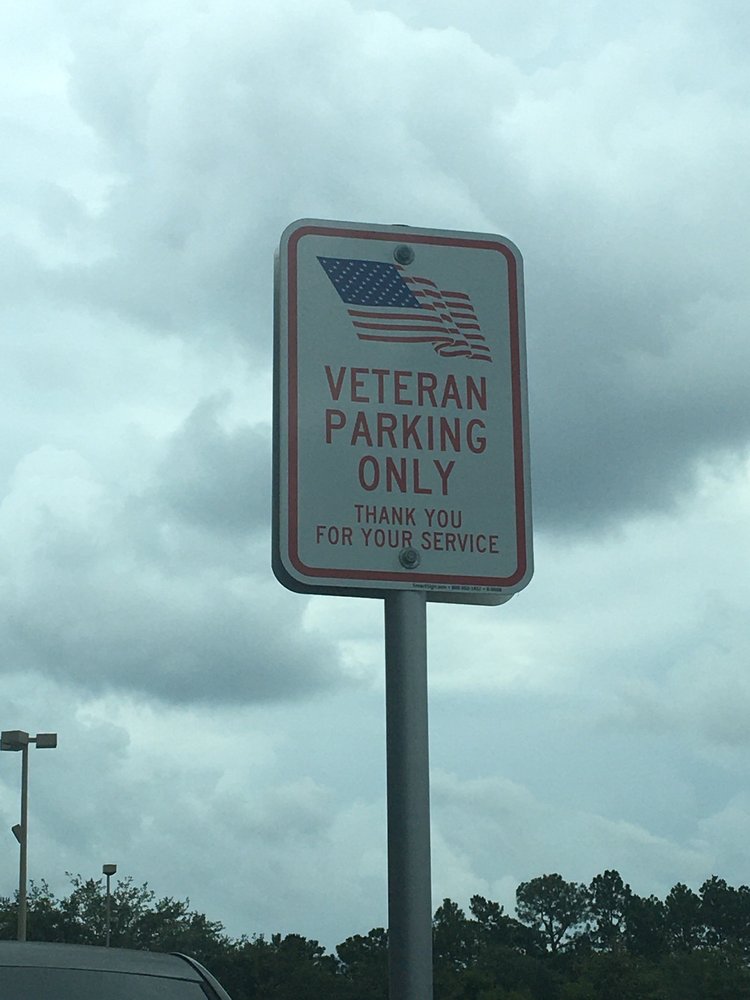 VETERAN
PARKING
ONLY
THANK YOU
FOR YOUR SERVICE